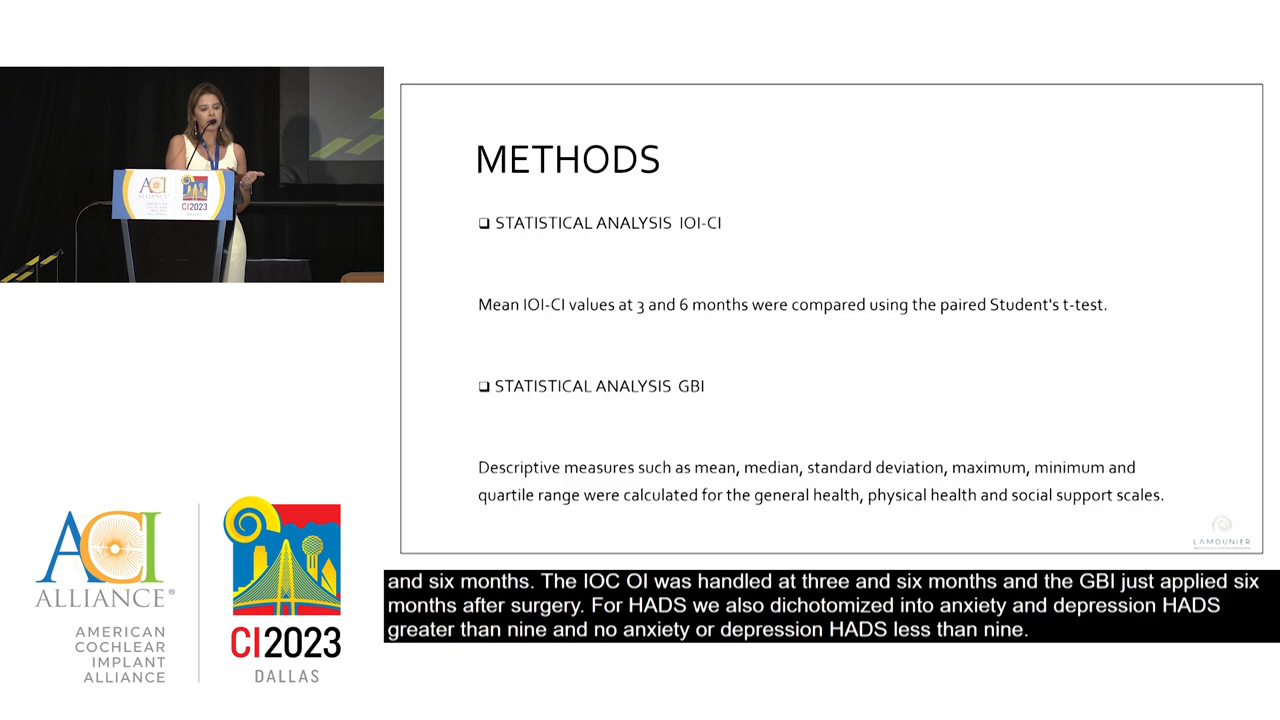 METHODS
❑ STATISTICAL ANALYSIS IOI-CI
Mean IOI-CI values at 3 and 6 months were compared using the paired Student's t-test.
❑ STATISTICAL ANALYSIS GBI
Descriptive measures such as mean, median, standard deviation, maximum, minimum and
quartile range were calculated for the general health, physical health and social support scales.
LAMOUNIER
ACI
ALLIANCE
CI2023
DALLAS
ACI
ALLIANCE®
AMERICAN
COCHLEAR
IMPLANT
ALLIANCE
CI2023
DALLAS
and six months. The IOC OI was handled at three and six months and the GBI just applied six
months after surgery. For HADS we also dichotomized into anxiety and depression HADS
greater than nine and no anxiety or depression HADS less than nine.